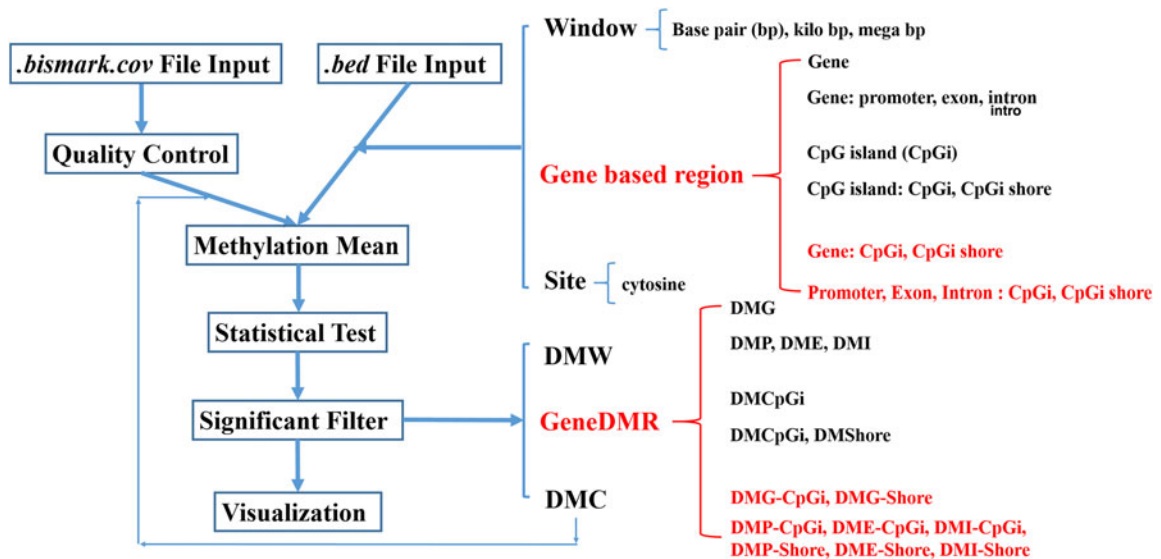 Window
Base pair (bp), kilo bp, mega bp
.bismark.cov File Input
.bed File Input
Gene
Gene: promoter, exon, intron
intro
Quality Control
CpG island (CpGi)
Gene based region
CpG island: CpGi, CpGi shore
Methylation Mean
Gene: CpGi, CpGi shore
Site
cytosine
Promoter, Exon, Intron : CpGi, CpGi shore
Statistical Test
DMG
DMW
DMP, DME, DMI
Significant Filter
GeneDMR
DMCpGi
DMCpGi, DMShore
Visualization
DMC
DMG-CpGi, DMG-Shore
DMP-CpGi, DME-CpGi, DMI-CpGi,
DMP-Shore, DME-Shore, DMI-Shore